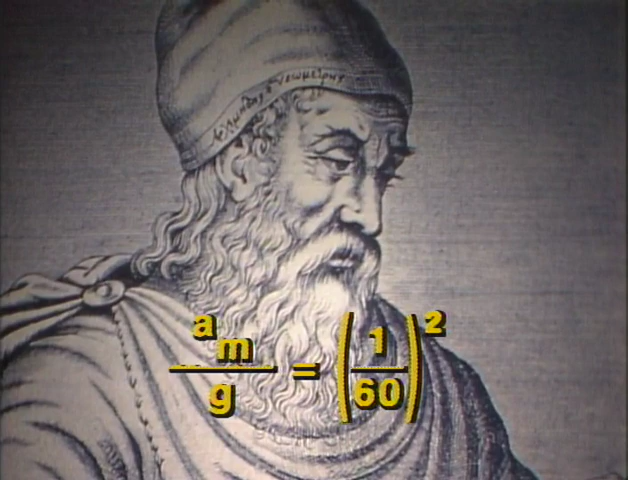 a_m / g = (1 / 60)²